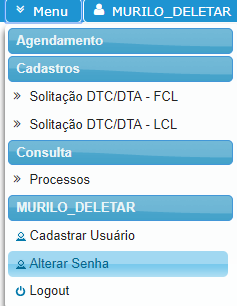 Menu MURILO_DELETAR
Agendamento
Cadastros
Solitação DTC/DTA - FCL
Solitação DTC/DTA - LCL
Consulta
Processos
MURILO_DELETAR
Cadastrar Usuário
Alterar Senha
Logout